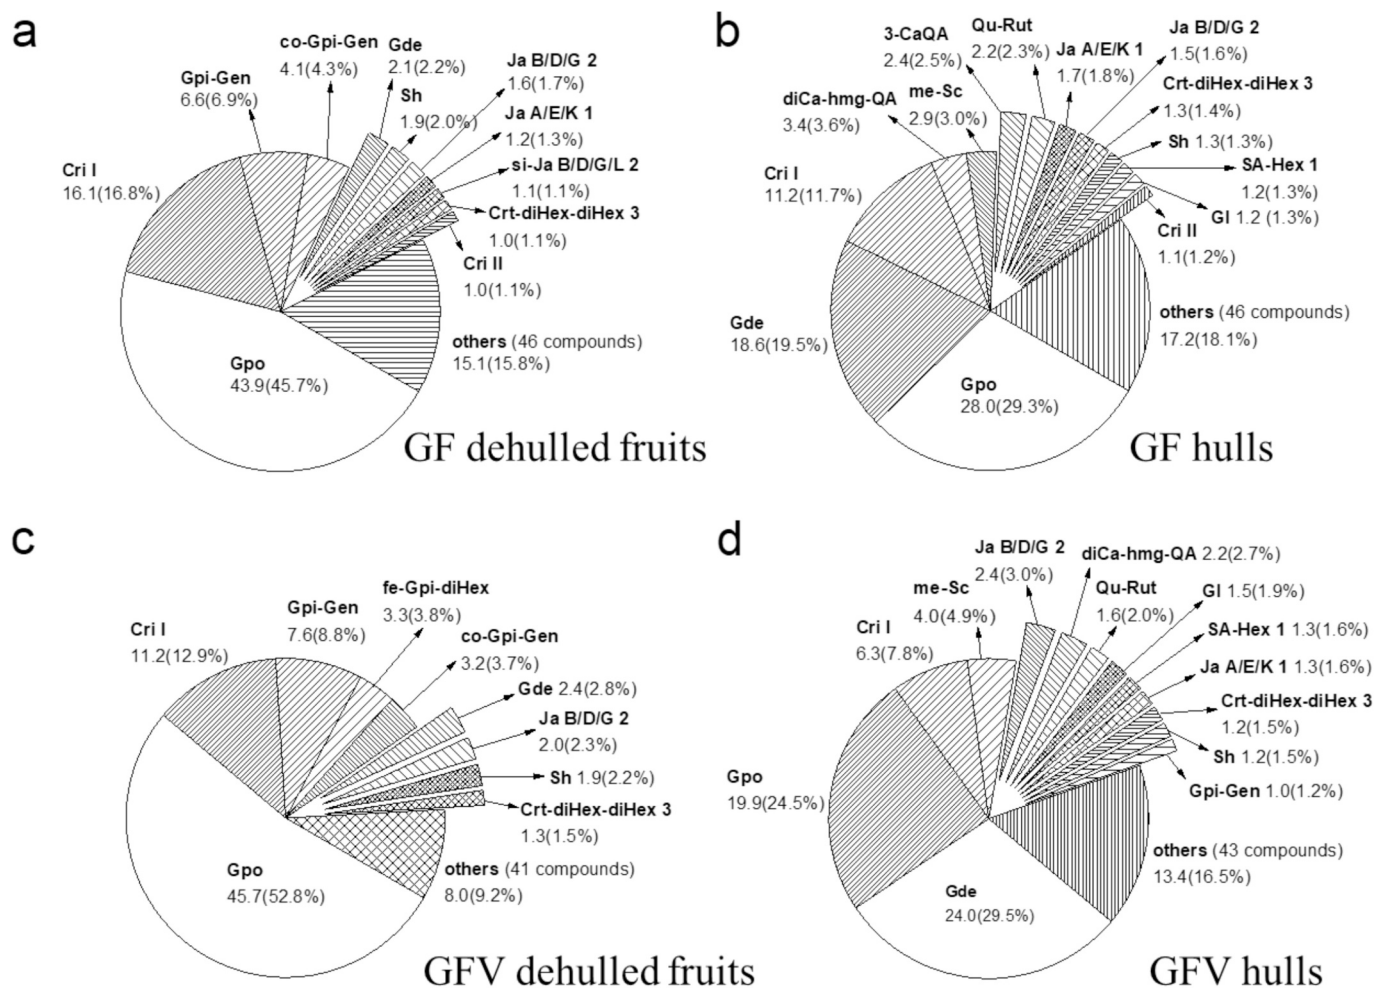 a
co-Gpi-Gen
4.1(4.3%)
Gde
2.1(2.2%)
Gpi-Gen
6.6(6.9%)
Sh
1.9(2.0%)
Ja B/D/G 2
1.6(1.7%)
Ja A/E/K 1
1.2(1.3%)
si-Ja B/D/G/L 2
1.1(1.1%)
Cri I
16.1(16.8%)
Crt-diHex-diHex 3
1.0(1.1%)
Cri II
1.0(1.1%)
others (46 compounds)
15.1(15.8%)
Gpo
43.9(45.7%)
GF dehulled fruits
b
3-CaQA
2.4(2.5%)
Qu-Rut
2.2(2.3%)
Ja A/E/K 1
1.7(1.8%)
Ja B/D/G 2
1.5(1.6%)
Crt-diHex-diHex 3
1.3(1.4%)
diCa-hmg-QA
3.4(3.6%)
me-Sc
2.9(3.0%)
Sh 1.3(1.3%)
SA-Hex 1
1.2(1.3%)
Cri I
11.2(11.7%)
GI 1.2 (1.3%)
Cri II
1.1(1.2%)
others (46 compounds)
17.2(18.1%)
Gde
18.6(19.5%)
Gpo
28.0(29.3%)
GF hulls
c
fe-Gpi-diHex
3.3(3.8%)
Gpi-Gen
7.6(8.8%)
Cri I
11.2(12.9%)
co-Gpi-Gen
3.2(3.7%)
Gde 2.4(2.8%)
Ja B/D/G 2
2.0(2.3%)
Sh 1.9(2.2%)
Crt-diHex-diHex 3
1.3(1.5%)
others (41 compounds)
8.0(9.2%)
Gpo
45.7(52.8%)
GFV dehulled fruits
d
Ja B/D/G 2
2.4(3.0%)
diCa-hmg-QA 2.2(2.7%)
me-Sc
4.0(4.9%)
Qu-Rut
1.6(2.0%)
GI 1.5(1.9%)
Cri I
6.3(7.8%)
SA-Hex 1 1.3(1.6%)
Ja A/E/K 1 1.3(1.6%)
Crt-diHex-diHex 3
1.2(1.5%)
Sh 1.2(1.5%)
Gpi-Gen 1.0(1.2%)
Gpo
19.9(24.5%)
others (43 compounds)
13.4(16.5%)
Gde
24.0(29.5%)
GFV hulls